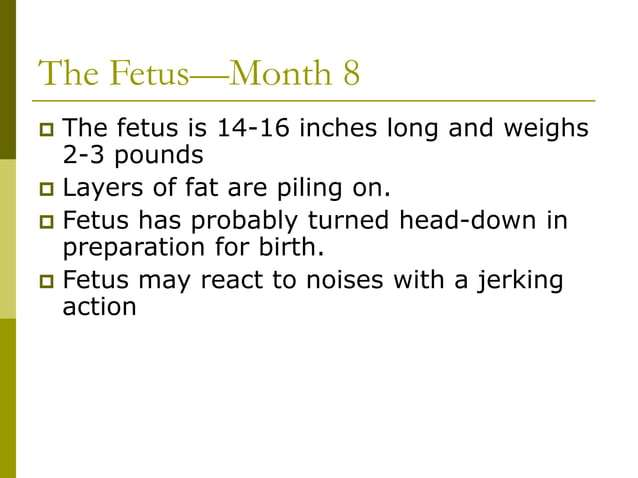 The Fetus—Month 8
The fetus is 14-16 inches long and weighs
2-3 pounds
Layers of fat are piling on.
Fetus has probably turned head-down in
preparation for birth.
Fetus may react to noises with a jerking
action